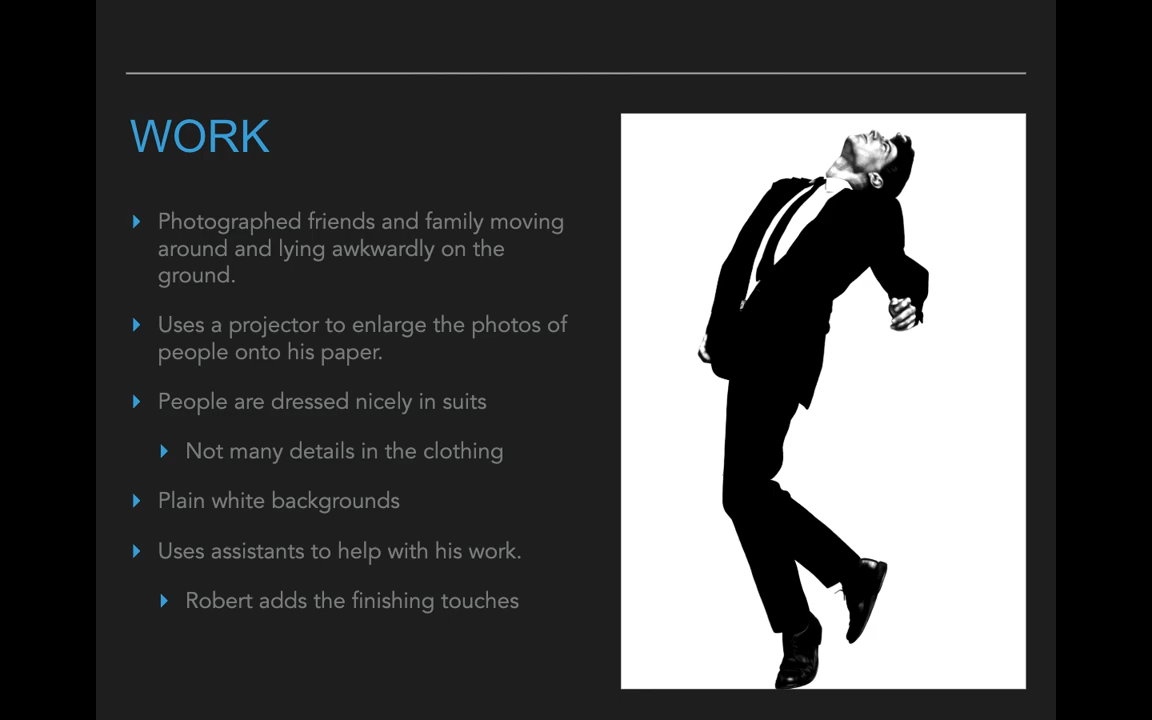 WORK
Photographed friends and family moving
around and lying awkwardly on the
ground.
Uses a projector to enlarge the photos of
people onto his paper.
People are dressed nicely in suits
Not many details in the clothing
Plain white backgrounds
Uses assistants to help with his work.
Robert adds the finishing touches